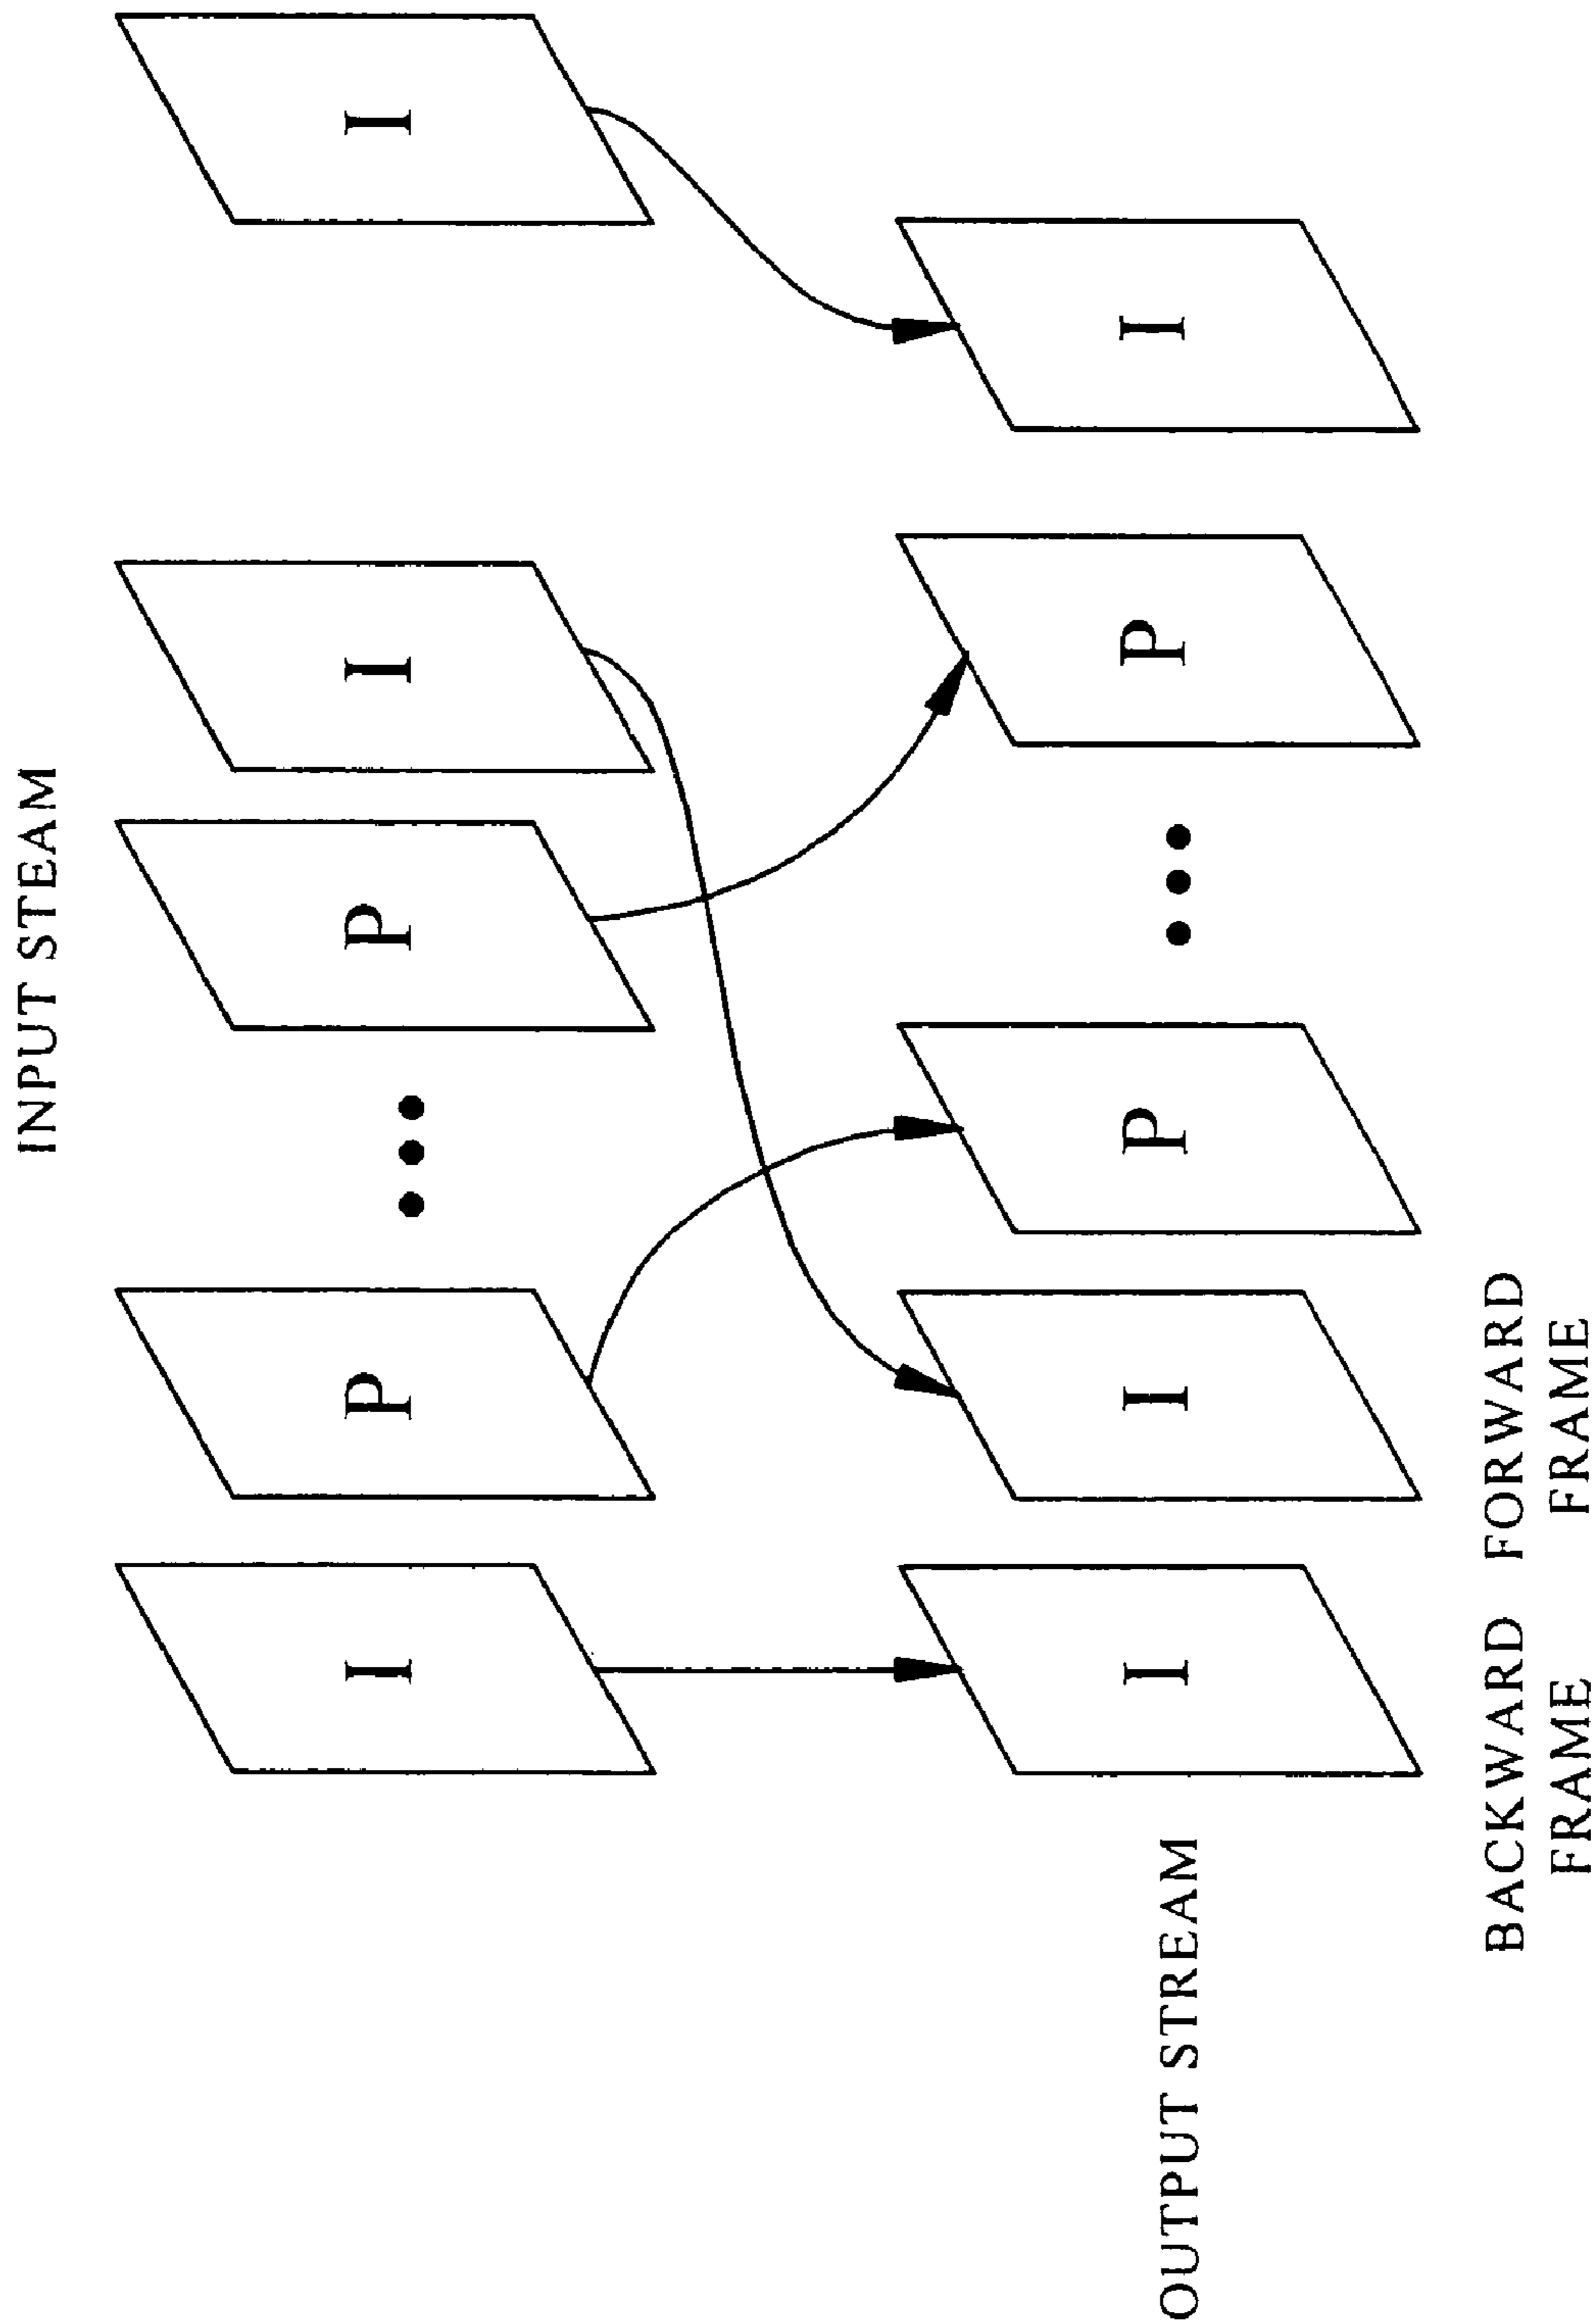 INPUT STEAM
I P ••• P I I
OUTPUT STREAM I I P ••• P I
BACKWARD FORWARD
FRAME FRAME